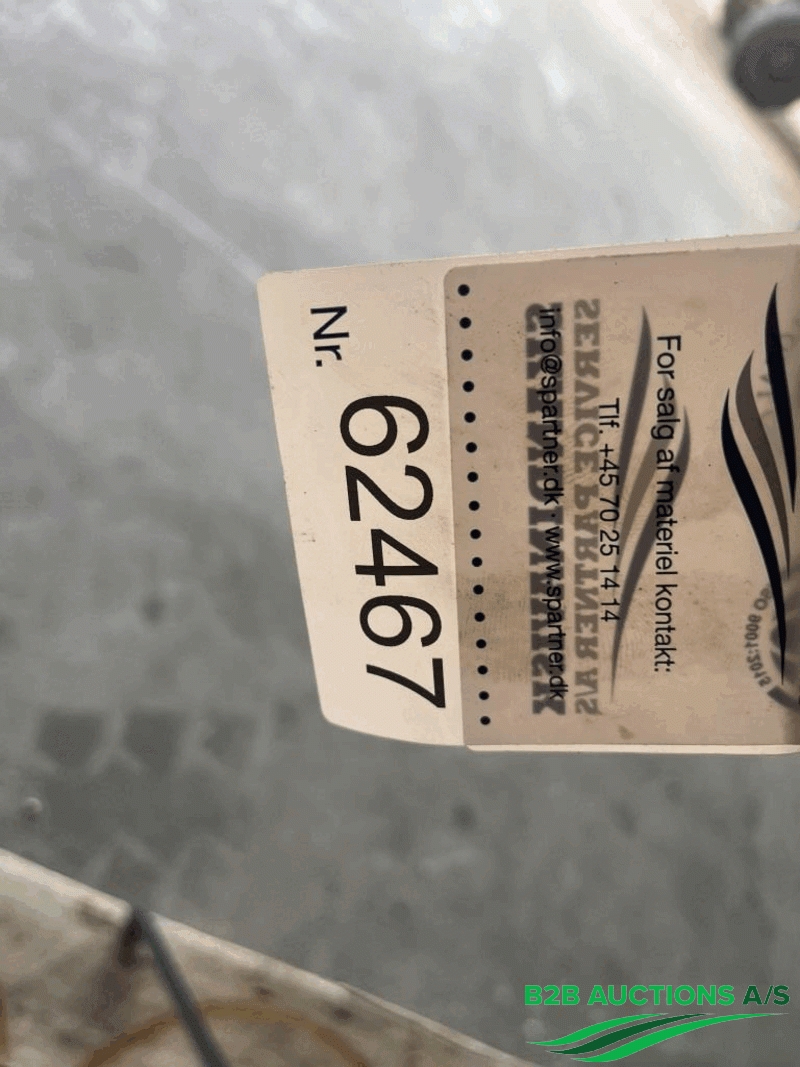 For salg af materiel kontakt:
Tlf. +45 70 25 14 14
info@spartner.dk · www.spartner.dk
SERVICE PARTNER A/S
Nr. 62467
B2B AUCTIONS A/S